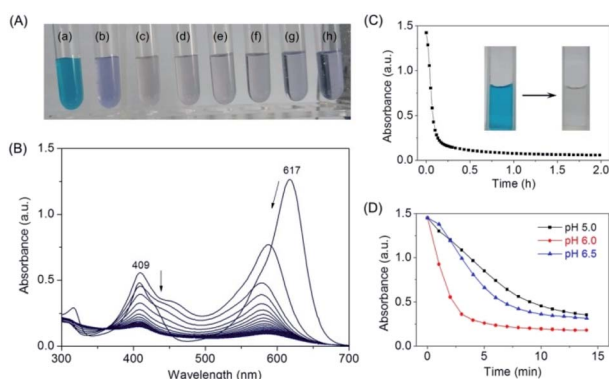 (A)
(a) (b) (c) (d) (e) (f) (g) (h)
(B)
617
409
Absorbance (a.u.)
1.5
1.0
0.5
0.0
300 400 500 600 700
Wavelength (nm)
(C)
Absorbance (a.u.)
1.5
1.0
0.5
0.0
0.0 0.5 1.0 1.5 2.0
Time (h)
(D)
pH 5.0
pH 6.0
pH 6.5
Absorbance (a.u.)
1.5
1.0
0.5
0.0
0 5 10 15
Time (min)